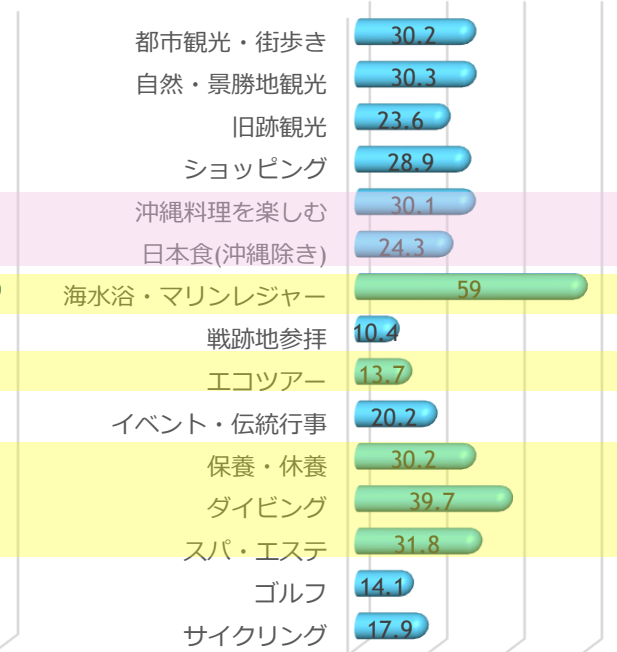 都市観光・街歩き 30.2
自然・景勝地観光 30.3
旧跡観光 23.6
ショッピング 28.9
沖縄料理を楽しむ 30.1
日本食(沖縄除き) 24.3
海水浴・マリンレジャー 59
戦跡地参拝 10.4
エコツアー 13.7
イベント・伝統行事 20.2
保養・休養 30.2
ダイビング 39.7
スパ・エステ 31.8
ゴルフ 14.1
サイクリング 17.9